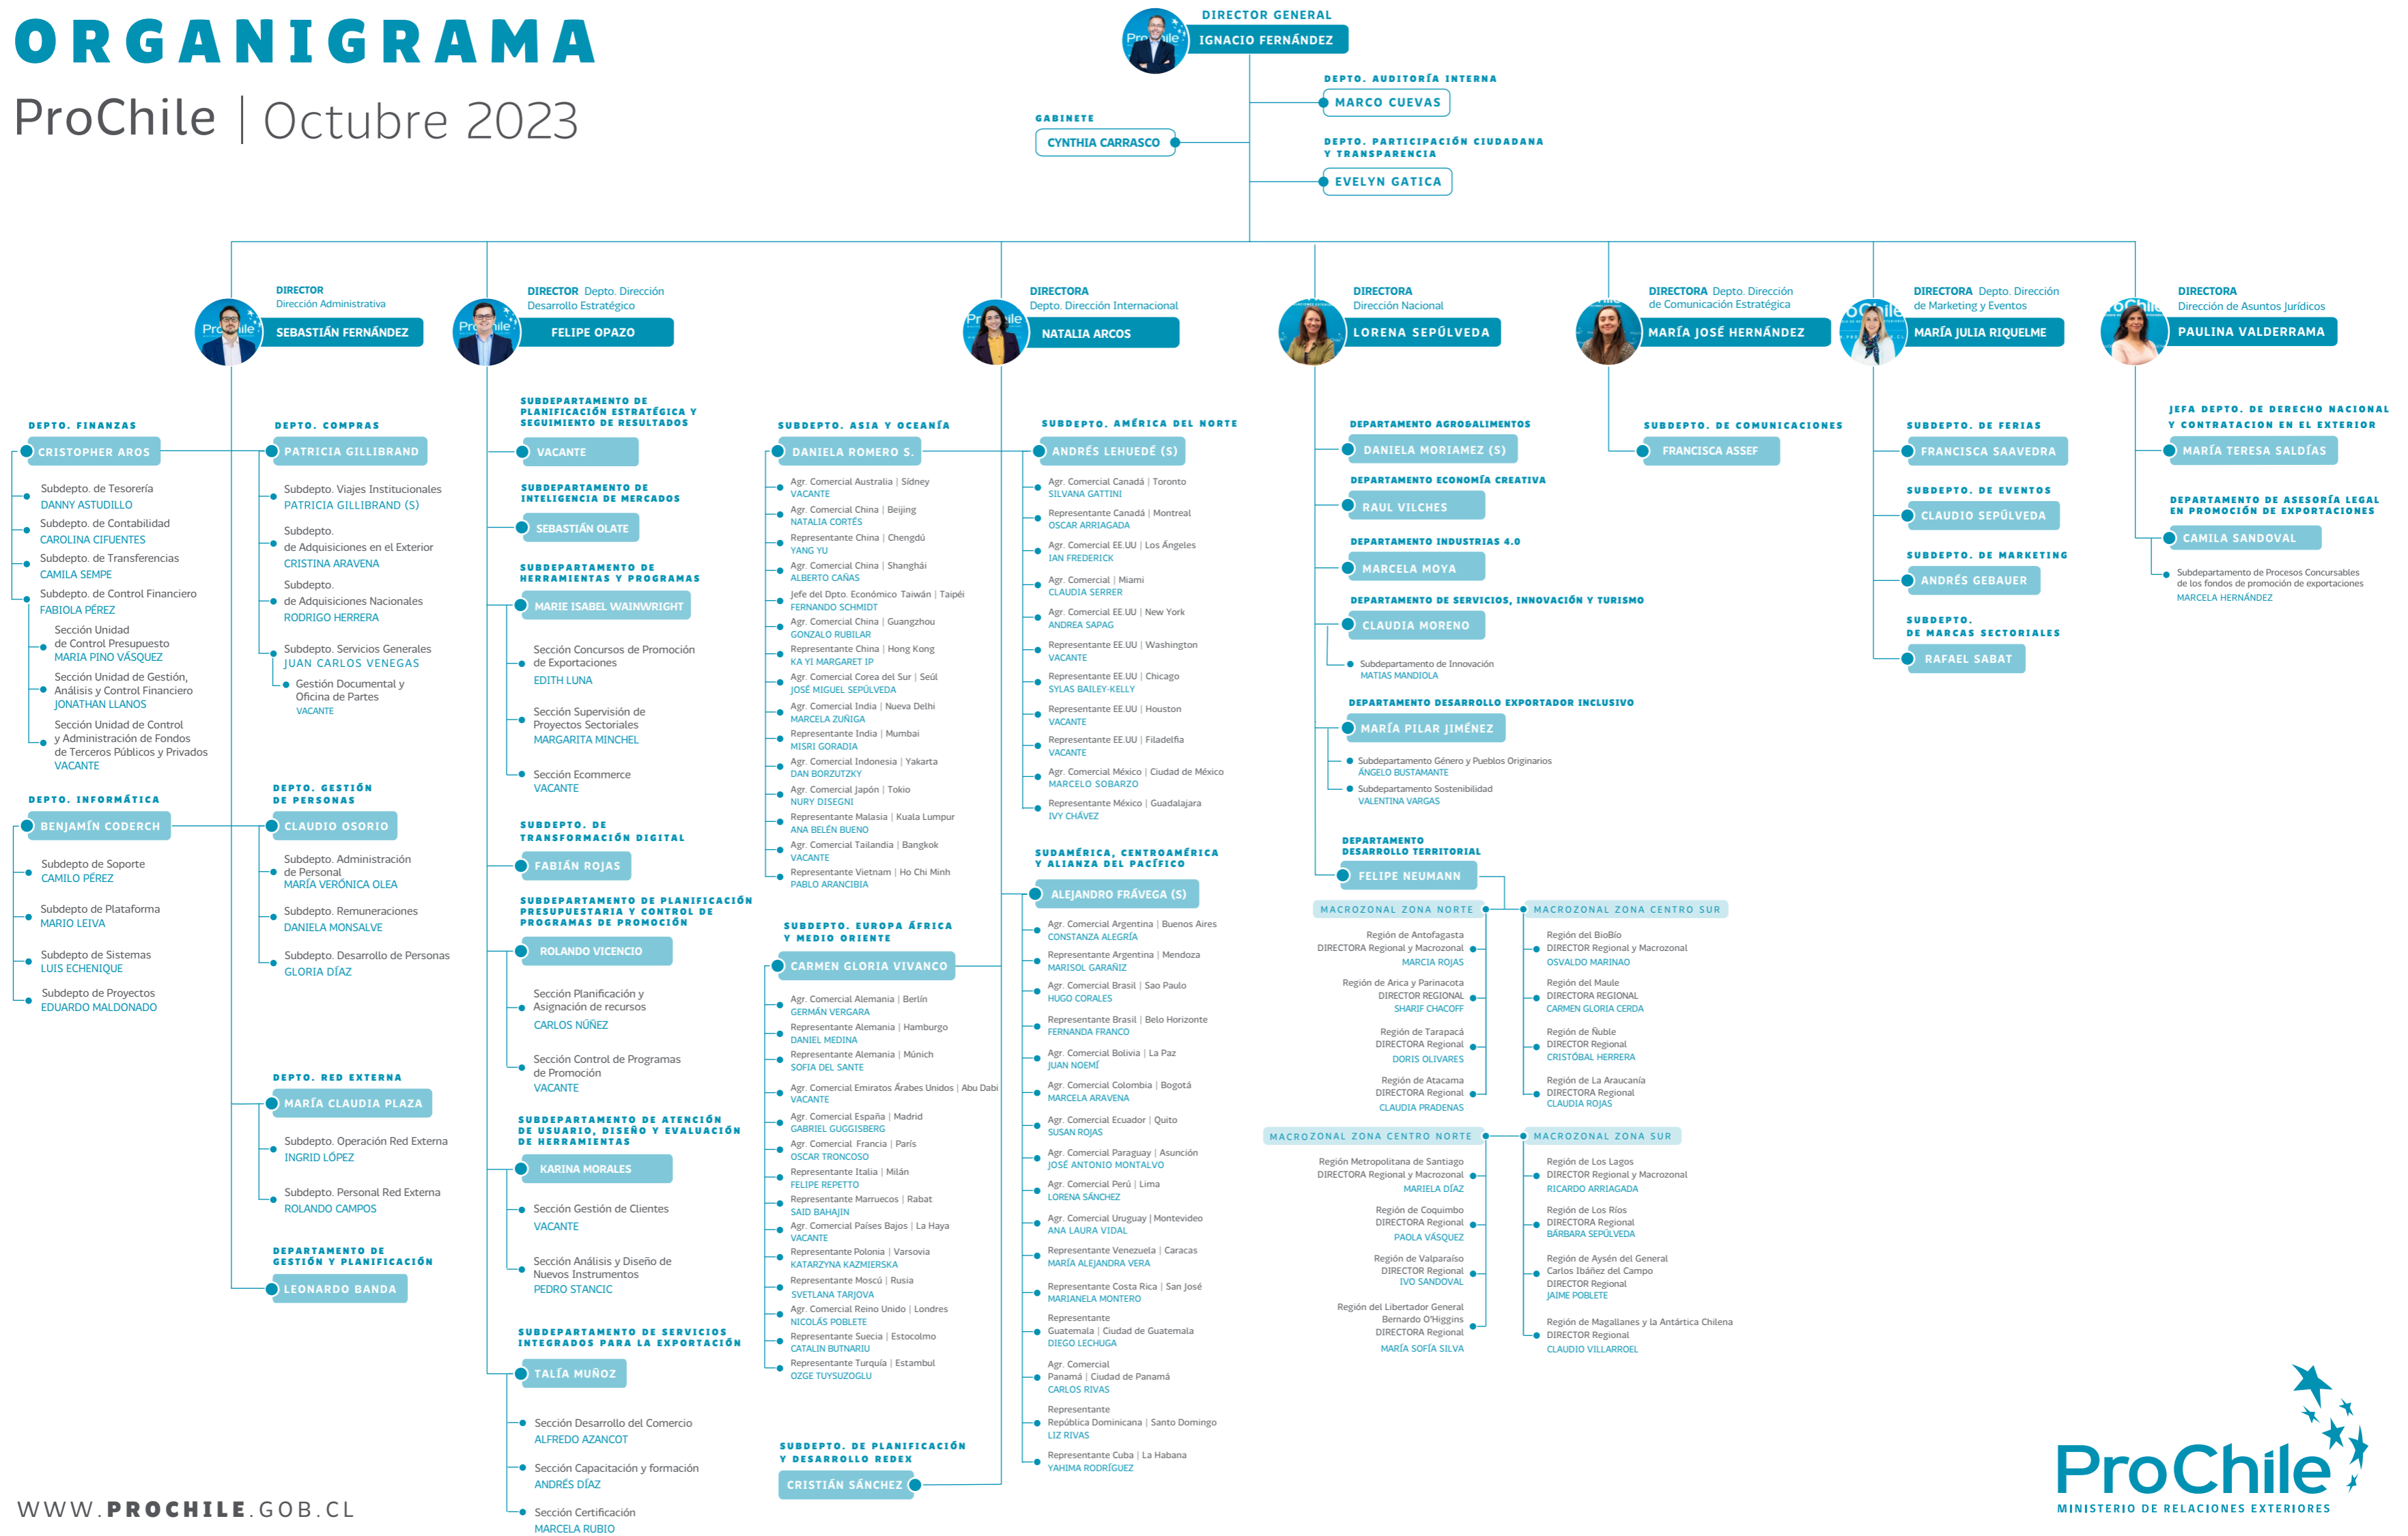 ORGANIGRAMA
ProChile | Octubre 2023
DIRECTOR GENERAL
IGNACIO FERNÁNDEZ
DEPTO. AUDITORÍA INTERNA
MARCO CUEVAS
GABINETE
CYNTHIA CARRASCO
DEPTO. PARTICIPACIÓN CIUDADANA
Y TRANSPARENCIA
EVELYN GATICA
DIRECTOR
Dirección Administrativa
SEBASTIÁN FERNÁNDEZ
DEPTO. FINANZAS
CRISTOPHER AROS
Subdepto. de Tesorería
DANNY ASTUDILLO
Subdepto. de Contabilidad
CAROLINA CIFUENTES
Subdepto. de Transferencias
CAMILA SEMPE
Subdepto. de Control Financiero
FABIOLA PÉREZ
Sección Unidad
de Control Presupuesto
MARIA PINO VÁSQUEZ
Sección Unidad de Gestión,
Análisis y Control Financiero
JONATHAN LLANOS
Sección Unidad de Control
y Administración de Fondos
de Terceros Públicos y Privados
VACANTE
DEPTO. COMPRAS
PATRICIA GILLIBRAND
Subdepto. Viajes Institucionales
PATRICIA GILLIBRAND (S)
Subdepto.
de Adquisiciones en el Exterior
CRISTINA ARAVENA
Subdepto.
de Adquisiciones Nacionales
RODRIGO HERRERA
Subdepto. Servicios Generales
JUAN CARLOS VENEGAS
Gestión Documental y
Oficina de Partes
VACANTE
DEPTO. INFORMÁTICA
BENJAMÍN CODERCH
Subdepto de Soporte
CAMILO PÉREZ
Subdepto de Plataforma
MARIO LEIVA
Subdepto de Sistemas
LUIS ECHENIQUE
Subdepto de Proyectos
EDUARDO MALDONADO
DEPTO. GESTIÓN
DE PERSONAS
CLAUDIO OSORIO
Subdepto. Administración
de Personal
MARÍA VERÓNICA OLEA
Subdepto. Remuneraciones
DANIELA MONSALVE
Subdepto. Desarrollo de Personas
GLORIA DÍAZ
DEPTO. RED EXTERNA
MARÍA CLAUDIA PLAZA
Subdepto. Operación Red Externa
INGRID LÓPEZ
Subdepto. Personal Red Externa
ROLANDO CAMPOS
DEPARTAMENTO DE
GESTIÓN Y PLANIFICACIÓN
LEONARDO BANDA
DIRECTOR Depto. Dirección
Desarrollo Estratégico
FELIPE OPAZO
SUBDEPARTAMENTO DE
PLANIFICACIÓN ESTRATÉGICA Y
SEGUIMIENTO DE RESULTADOS
VACANTE
SUBDEPARTAMENTO DE
INTELIGENCIA DE MERCADOS
SEBASTIÁN OLATE
SUBDEPARTAMENTO DE
HERRAMIENTAS Y PROGRAMAS
MARIE ISABEL WAINWRIGHT
Sección Concursos de Promoción
de Exportaciones
EDITH LUNA
Sección Supervisión de
Proyectos Sectoriales
MARGARITA MINCHEL
Sección Ecommerce
VACANTE
SUBDEPTO. DE
TRANSFORMACIÓN DIGITAL
FABIÁN ROJAS
SUBDEPARTAMENTO DE PLANIFICACIÓN
PRESUPUESTARIA Y CONTROL DE
PROGRAMAS DE PROMOCIÓN
ROLANDO VICENCIO
Sección Planificación y
Asignación de recursos
CARLOS NÚÑEZ
Sección Control de Programas
de Promoción
VACANTE
SUBDEPARTAMENTO DE ATENCIÓN
DE USUARIO, DISEÑO Y EVALUACIÓN
DE HERRAMIENTAS
KARINA MORALES
Sección Gestión de Clientes
VACANTE
Sección Análisis y Diseño de
Nuevos Instrumentos
PEDRO STANCIC
SUBDEPARTAMENTO DE SERVICIOS
INTEGRADOS PARA LA EXPORTACIÓN
TALÍA MUÑOZ
Sección Desarrollo del Comercio
ALFREDO AZANCOT
Sección Capacitación y formación
ANDRÉS DÍAZ
Sección Certificación
MARCELA RUBIO
DIRECTORA
Depto. Dirección Internacional
NATALIA ARCOS
SUBDEPTO. ASIA Y OCEANÍA
DANIELA ROMERO S.
Agr. Comercial Australia | Sídney
VACANTE
Agr. Comercial China | Beijing
NATALIA CORTÉS
Representante China | Chengdú
YANG YU
Agr. Comercial China | Shanghái
ALBERTO CAÑAS
Jefe del Dpto. Económico Taiwán | Taipéi
FERNANDO SCHMIDT
Agr. Comercial China | Guangzhou
GONZALO RUBILAR
Representante China | Hong Kong
KA YI MARGARET IP
Agr. Comercial Corea del Sur | Seúl
JOSÉ MIGUEL SEPÚLVEDA
Agr. Comercial India | Nueva Delhi
MARCELA ZUÑIGA
Representante India | Mumbai
MISRI GORADIA
Agr. Comercial Indonesia | Yakarta
DAN BORZUTZKY
Agr. Comercial Japón | Tokio
NURY DISEGNI
Representante Malasia | Kuala Lumpur
ANA BELÉN BUENO
Agr. Comercial Tailandia | Bangkok
VACANTE
Representante Vietnam | Ho Chi Minh
PABLO ARANCIBIA
SUBDEPTO. EUROPA ÁFRICA
Y MEDIO ORIENTE
CARMEN GLORIA VIVANCO
Agr. Comercial Alemania | Berlín
GERMÁN VERGARA
Representante Alemania | Hamburgo
DANIEL MEDINA
Representante Alemania | Múnich
SOFIA DEL SANTE
Agr. Comercial Emiratos Árabes Unidos | Abu Dabi
VACANTE
Agr. Comercial España | Madrid
GABRIEL GUGGISBERG
Agr. Comercial Francia | París
OSCAR TRONCOSO
Representante Italia | Milán
FELIPE REPETTO
Representante Marruecos | Rabat
SAID BAHAJIN
Agr. Comercial Países Bajos | La Haya
VACANTE
Representante Polonia | Varsovia
KATARZYNA KAZMIERSKA
Representante Moscú | Rusia
SVETLANA TARJOVA
Agr. Comercial Reino Unido | Londres
NICOLÁS POBLETE
Representante Suecia | Estocolmo
CATALIN BUTNARIU
Representante Turquía | Estambul
OZGE TUYSUZOGLU
SUBDEPTO. DE PLANIFICACIÓN
Y DESARROLLO REDEX
CRISTIÁN SÁNCHEZ
SUBDEPTO. AMÉRICA DEL NORTE
ANDRÉS LEHUEDÉ (S)
Agr. Comercial Canadá | Toronto
SILVANA GATTINI
Representante Canadá | Montreal
OSCAR ARRIAGADA
Agr. Comercial EE.UU | Los Ángeles
IAN FREDERICK
Agr. Comercial | Miami
CLAUDIA SERRER
Agr. Comercial EE.UU | New York
ANDREA SAPAG
Representante EE.UU | Washington
VACANTE
Representante EE.UU | Chicago
SYLAS BAILEY-KELLY
Representante EE.UU | Houston
VACANTE
Representante EE.UU | Filadelfia
VACANTE
Agr. Comercial México | Ciudad de México
MARCELO SOBARZO
Representante México | Guadalajara
IVY CHÁVEZ
SUDAMÉRICA, CENTROAMÉRICA
Y ALIANZA DEL PACÍFICO
ALEJANDRO FRÁVEGA (S)
Agr. Comercial Argentina | Buenos Aires
CONSTANZA ALEGRÍA
Representante Argentina | Mendoza
MARISOL GARAÑIZ
Agr. Comercial Brasil | Sao Paulo
HUGO CORALES
Representante Brasil | Belo Horizonte
FERNANDA FRANCO
Agr. Comercial Bolivia | La Paz
JUAN NOEMÍ
Agr. Comercial Colombia | Bogotá
MARCELA ARAVENA
Agr. Comercial Ecuador | Quito
SUSAN ROJAS
Agr. Comercial Paraguay | Asunción
JOSÉ ANTONIO MONTALVO
Agr. Comercial Perú | Lima
LORENA SÁNCHEZ
Agr. Comercial Uruguay | Montevideo
ANA LAURA VIDAL
Representante Venezuela | Caracas
MARÍA ALEJANDRA VERA
Representante Costa Rica | San José
MARIANELA MONTERO
Representante
Guatemala | Ciudad de Guatemala
DIEGO LECHUGA
Agr. Comercial
Panamá | Ciudad de Panamá
CARLOS RIVAS
Representante
República Dominicana | Santo Domingo
LIZ RIVAS
Representante Cuba | La Habana
YAHIMA RODRÍGUEZ
DIRECTORA
Dirección Nacional
LORENA SEPÚLVEDA
DEPARTAMENTO AGRO&ALIMENTOS
DANIELA MORIAMEZ (S)
DEPARTAMENTO ECONOMÍA CREATIVA
RAUL VILCHES
DEPARTAMENTO INDUSTRIAS 4.0
MARCELA MOYA
DEPARTAMENTO DE SERVICIOS, INNOVACIÓN Y TURISMO
CLAUDIA MORENO
Subdepartamento de Innovación
MATIAS MANDIOLA
DEPARTAMENTO DESARROLLO EXPORTADOR INCLUSIVO
MARÍA PILAR JIMÉNEZ
Subdepartamento Género y Pueblos Originarios
ÁNGELO BUSTAMANTE
Subdepartamento Sostenibilidad
VALENTINA VARGAS
DEPARTAMENTO
DESARROLLO TERRITORIAL
FELIPE NEUMANN
MACROZONAL ZONA NORTE
Región de Antofagasta
DIRECTORA Regional y Macrozonal
MARCIA ROJAS
Región de Arica y Parinacota
DIRECTOR REGIONAL
SHARIF CHACOFF
Región de Tarapacá
DIRECTORA Regional
DORIS OLIVARES
Región de Atacama
DIRECTORA Regional
CLAUDIA PRADENAS
MACROZONAL ZONA CENTRO SUR
Región del BioBío
DIRECTOR Regional y Macrozonal
OSVALDO MARINAO
Región del Maule
DIRECTORA REGIONAL
CARMEN GLORIA CERDA
Región de Ñuble
DIRECTOR Regional
CRISTÓBAL HERRERA
Región de La Araucanía
DIRECTORA Regional
CLAUDIA ROJAS
MACROZONAL ZONA CENTRO NORTE
Región Metropolitana de Santiago
DIRECTORA Regional y Macrozonal
MARIELA DÍAZ
Región de Coquimbo
DIRECTORA Regional
PAOLA VÁSQUEZ
Región de Valparaíso
DIRECTOR Regional
IVO SANDOVAL
Región del Libertador General
Bernardo O'Higgins
DIRECTORA Regional
MARÍA SOFÍA SILVA
MACROZONAL ZONA SUR
Región de Los Lagos
DIRECTOR Regional y Macrozonal
RICARDO ARRIAGADA
Región de Los Ríos
DIRECTORA Regional
BÁRBARA SEPÚLVEDA
Región de Aysén del General
Carlos Ibáñez del Campo
DIRECTOR Regional
JAIME POBLETE
Región de Magallanes y la Antártica Chilena
DIRECTOR Regional
CLAUDIO VILLARROEL
DIRECTORA Depto. Dirección
de Comunicación Estratégica
MARÍA JOSÉ HERNÁNDEZ
SUBDEPTO. DE COMUNICACIONES
FRANCISCA ASSEF
DIRECTORA Depto. Dirección
de Marketing y Eventos
MARÍA JULIA RIQUELME
SUBDEPTO. DE FERIAS
FRANCISCA SAAVEDRA
SUBDEPTO. DE EVENTOS
CLAUDIO SEPÚLVEDA
SUBDEPTO. DE MARKETING
ANDRÉS GEBAUER
SUBDEPTO.
DE MARCAS SECTORIALES
RAFAEL SABAT
DIRECTORA
Dirección de Asuntos Jurídicos
PAULINA VALDERRAMA
JEFA DEPTO. DE DERECHO NACIONAL
Y CONTRATACION EN EL EXTERIOR
MARÍA TERESA SALDÍAS
DEPARTAMENTO DE ASESORÍA LEGAL
EN PROMOCIÓN DE EXPORTACIONES
CAMILA SANDOVAL
Subdepartamento de Procesos Concursables
de los fondos de promoción de exportaciones
MARCELA HERNÁNDEZ
WWW.PROCHILE.GOB.CL
ProChile
MINISTERIO DE RELACIONES EXTERIORES